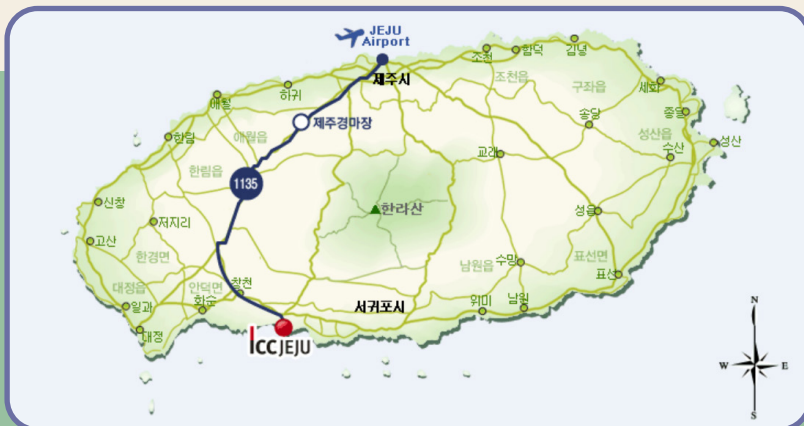 JEJU
Airport
제주시
조천
함덕
김녕
조천읍
구좌읍
세화
종달
송당
성산읍
성산
수산
하귀
애월
애월읍
제주경마장
교래
한림
한림읍
1135
한라산
성읍
신창
저지리
고산
한경면
남원읍
수망
표선면
표선
대정읍
안덕면
창천
화순
일과
대정
서귀포시
위미
남원
ICC JEJU
N
W
E
S